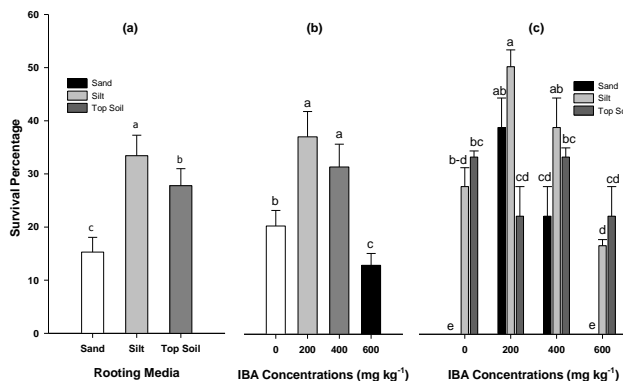 (a)
(b)
(c)
60
50
40
30
20
10
0
Survival Percentage
c
a
b
Sand
Silt
Top Soil
Rooting Media
Sand
Silt
Top Soil
b
a
a
c
0
200
400
600
IBA Concentrations (mg kg-1)
Sand
Silt
Top Soil
e
b-d
bc
ab
a
cd
cd
ab
bc
e
d
cd
0
200
400
600
IBA Concentrations (mg kg-1)